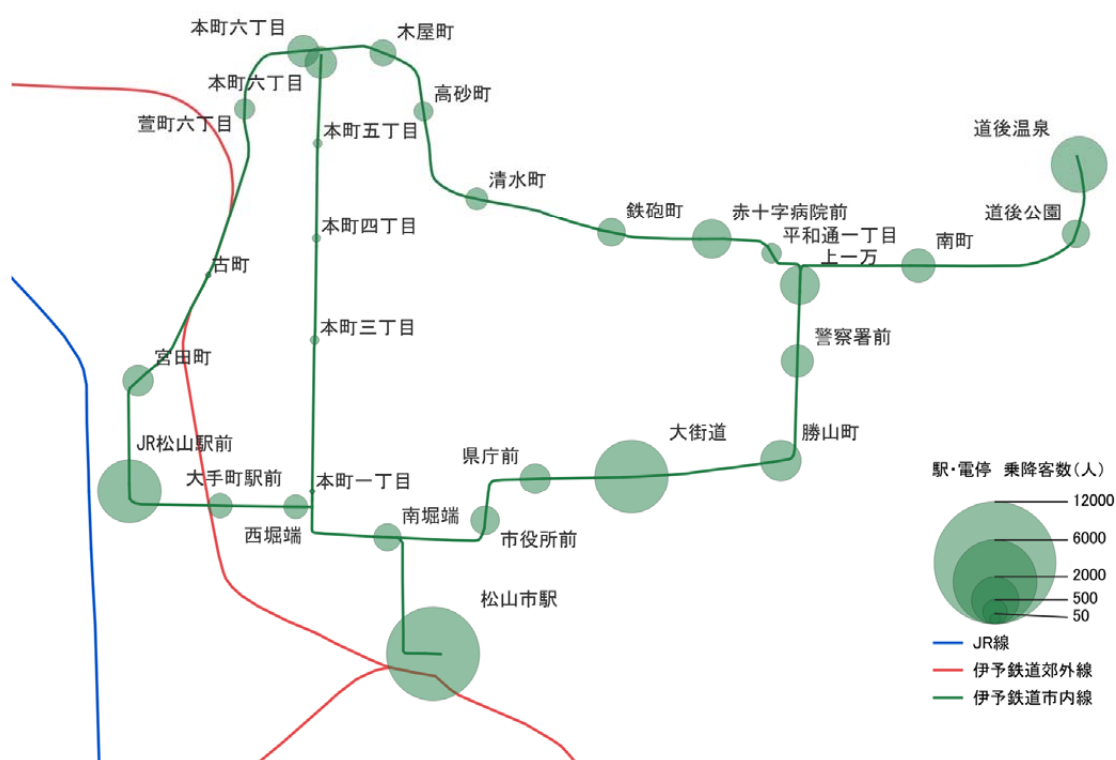 本町六丁目
木屋町
本町六丁目
高砂町
萱町六丁目
本町五丁目
道後温泉
清水町
鉄砲町
赤十字病院前
道後公園
平和通一丁目
本町四丁目
南町
上一万
古町
本町三丁目
警察署前
宮田町
JR松山駅前
大街道
勝山町
県庁前
大手町駅前
本町一丁目
南堀端
西堀端
市役所前
松山市駅
駅・電停 乗降客数(人)
12000
6000
2000
500
50
JR線
伊予鉄道郊外線
伊予鉄道市内線